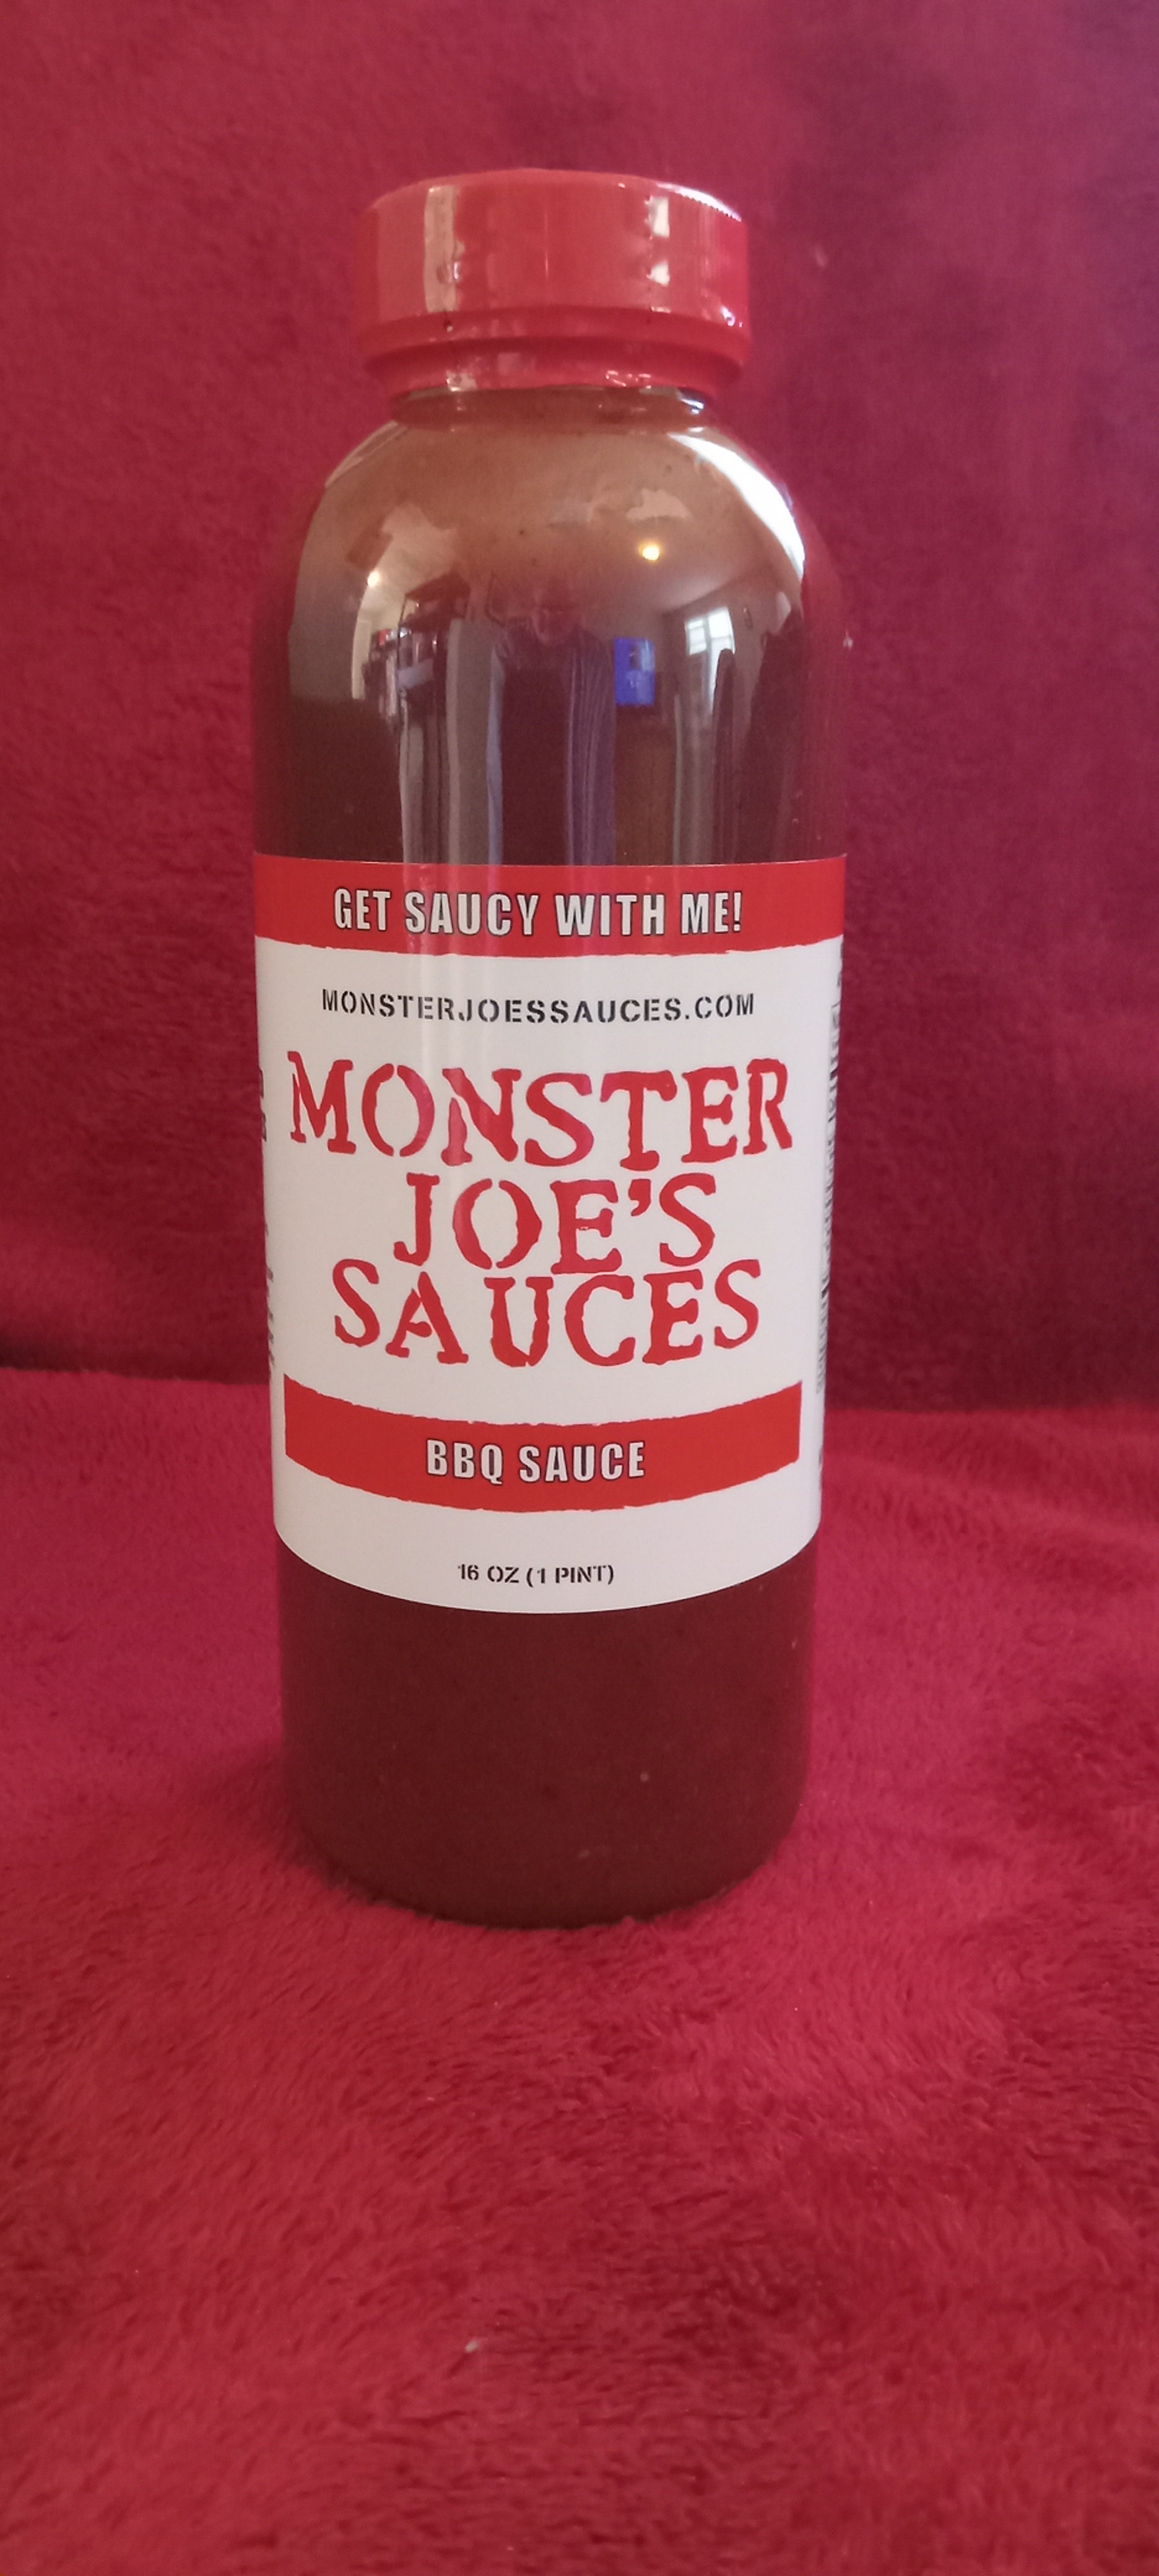 GET SAUCY WITH ME!
MONSTERJOESSAUCES.COM
MONSTER
JOE'S
SAUCES
BBQ SAUCE
16 OZ (1 PINT)